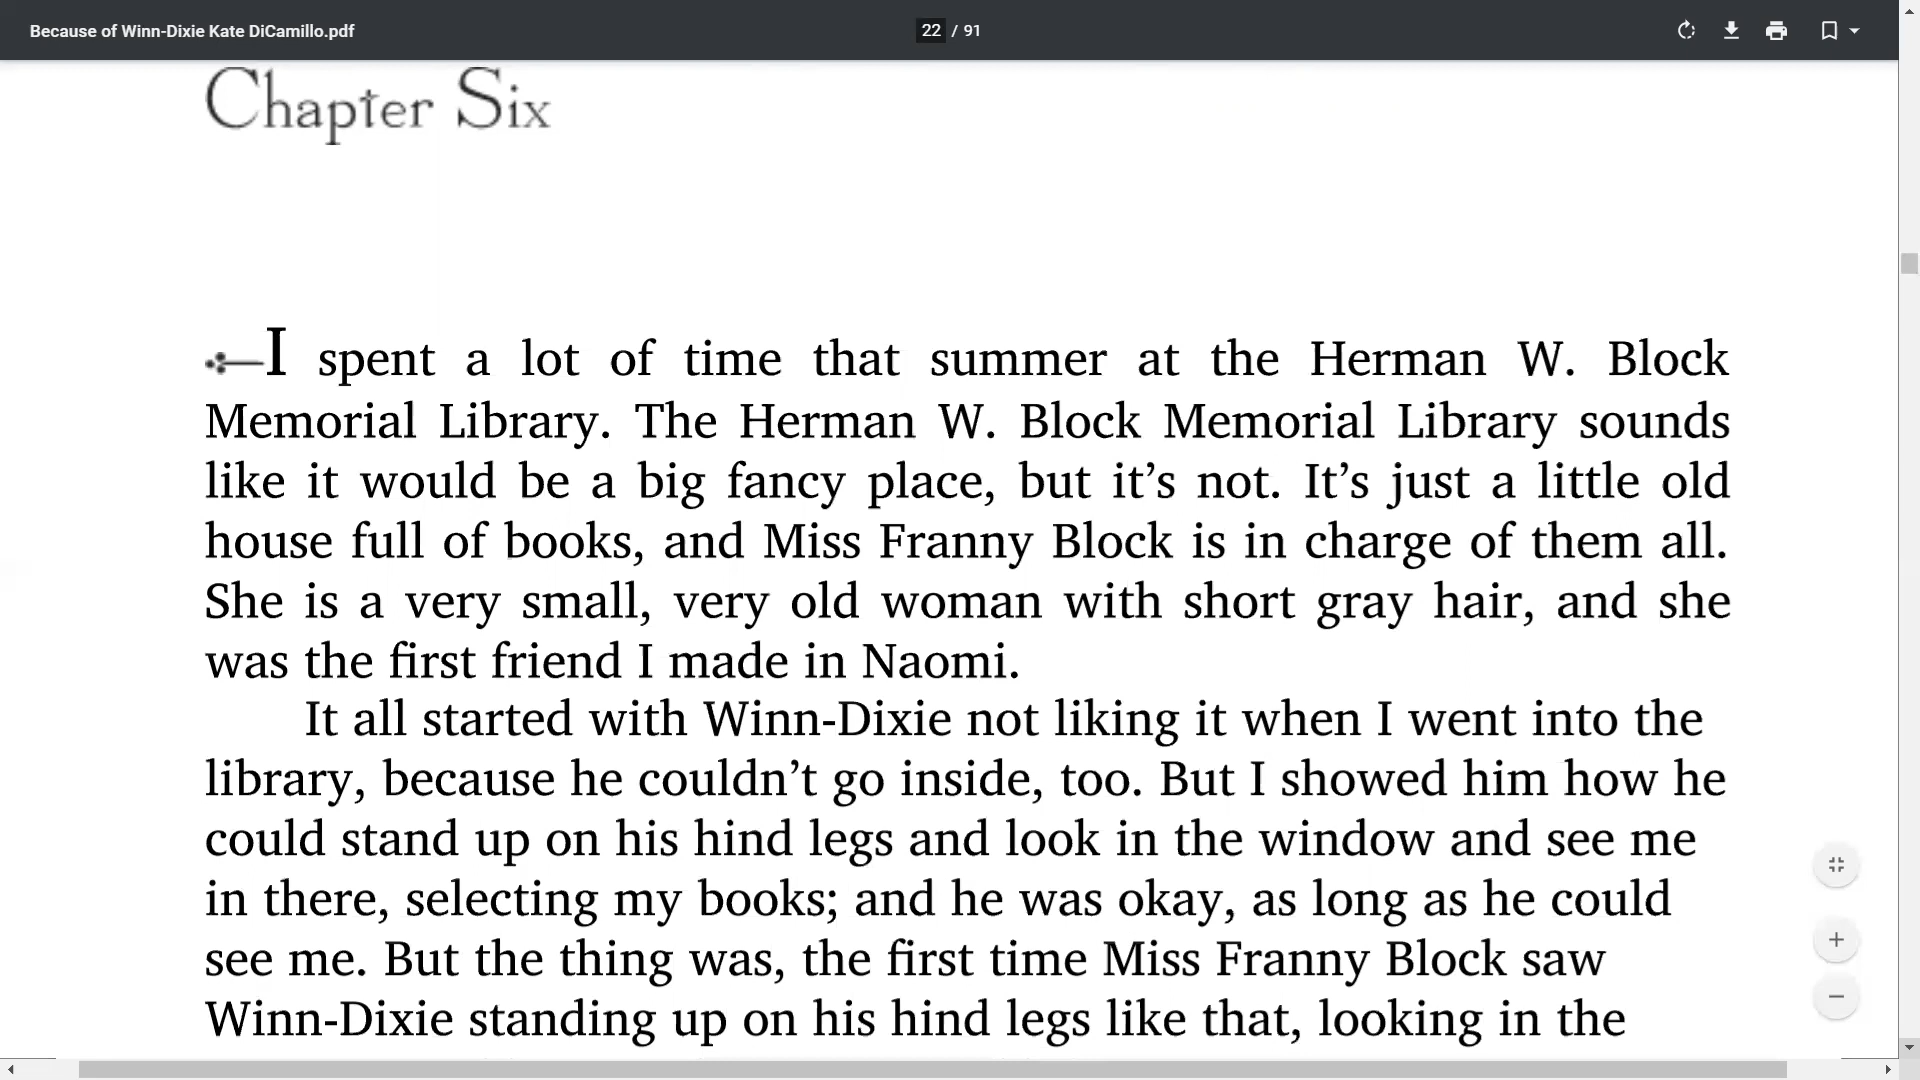 Because of Winn-Dixie Kate DiCamillo.pdf
22 / 91
Chapter Six
I spent a lot of time that summer at the Herman W. Block
Memorial Library. The Herman W. Block Memorial Library sounds
like it would be a big fancy place, but it’s not. It’s just a little old
house full of books, and Miss Franny Block is in charge of them all.
She is a very small, very old woman with short gray hair, and she
was the first friend I made in Naomi.
It all started with Winn-Dixie not liking it when I went into the
library, because he couldn’t go inside, too. But I showed him how he
could stand up on his hind legs and look in the window and see me
in there, selecting my books; and he was okay, as long as he could
see me. But the thing was, the first time Miss Franny Block saw
Winn-Dixie standing up on his hind legs like that, looking in the